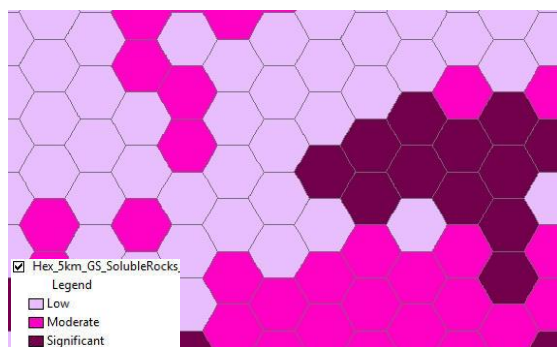 Hex_5km_GS_SolubleRocks_
Legend
Low
Moderate
Significant